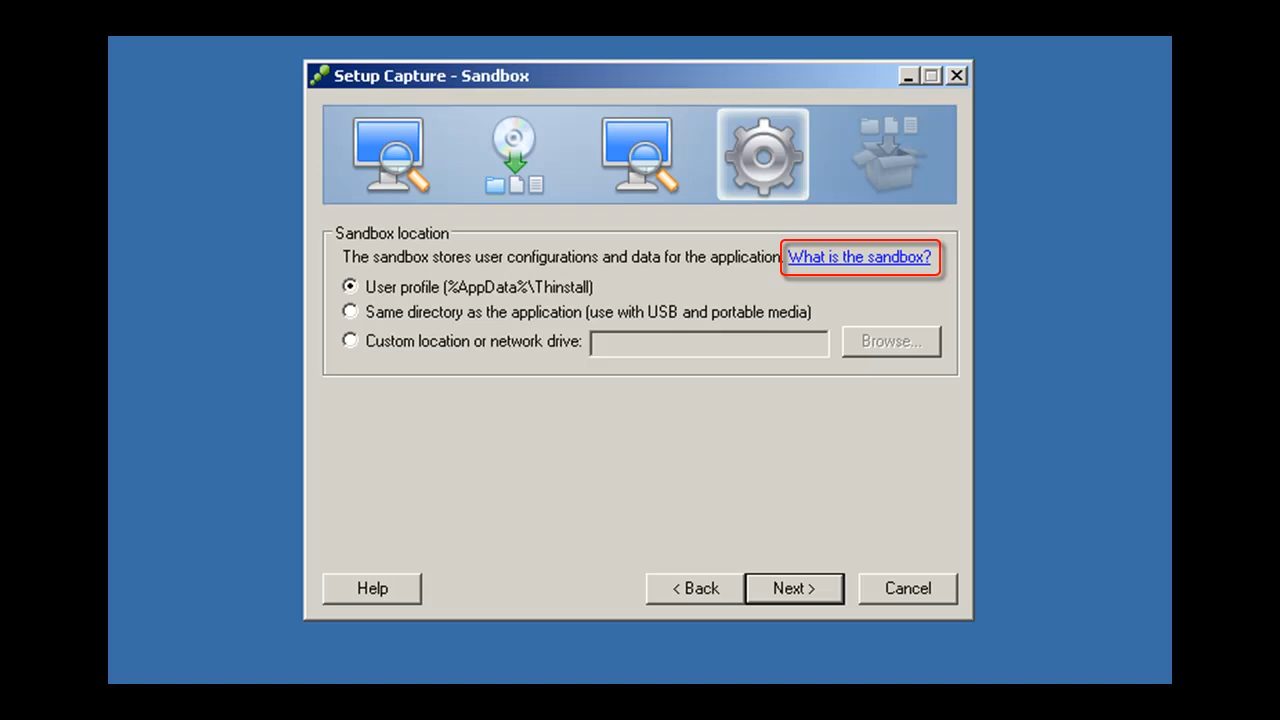 Setup Capture - Sandbox
Sandbox location
The sandbox stores user configurations and data for the application. What is the sandbox?
User profile (%AppData%\Thinstall)
Same directory as the application (use with USB and portable media)
Custom location or network drive:
Browse...
Help
< Back
Next >
Cancel